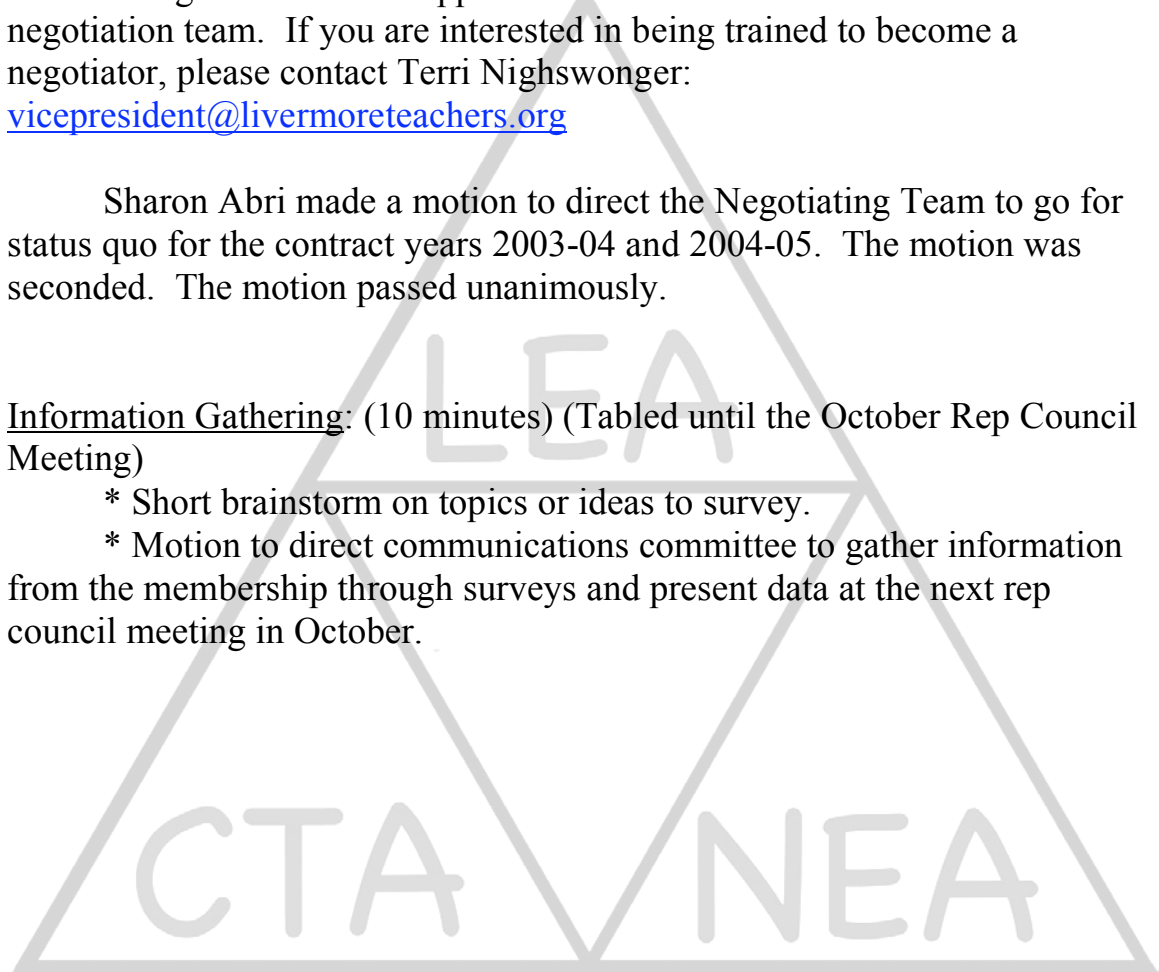 negotiation team.  If you are interested in being trained to become a
negotiator, please contact Terri Nighswonger:
vicepresident@livermoreteachers.org
Sharon Abri made a motion to direct the Negotiating Team to go for
status quo for the contract years 2003-04 and 2004-05.  The motion was
seconded.  The motion passed unanimously.
LEA
Information Gathering: (10 minutes) (Tabled until the October Rep Council
Meeting)
* Short brainstorm on topics or ideas to survey.
* Motion to direct communications committee to gather information
from the membership through surveys and present data at the next rep
council meeting in October.
CTA NEA